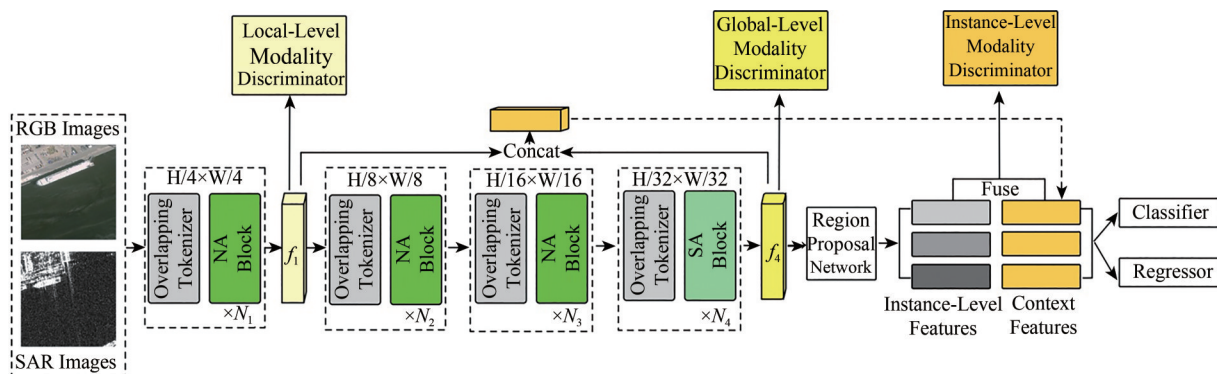 Local-Level
Modality
Discriminator
Global-Level
Modality
Discriminator
Instance-Level
Modality
Discriminator
RGB Images
SAR Images
Concat
H/4×W/4
Overlapping
Tokenizer
NA
Block
×N1
f1
H/8×W/8
Overlapping
Tokenizer
NA
Block
×N2
H/16×W/16
Overlapping
Tokenizer
NA
Block
×N3
H/32×W/32
Overlapping
Tokenizer
SA
Block
×N4
f4
Region
Proposal
Network
Fuse
Instance-Level
Features
Context
Features
Classifier
Regressor